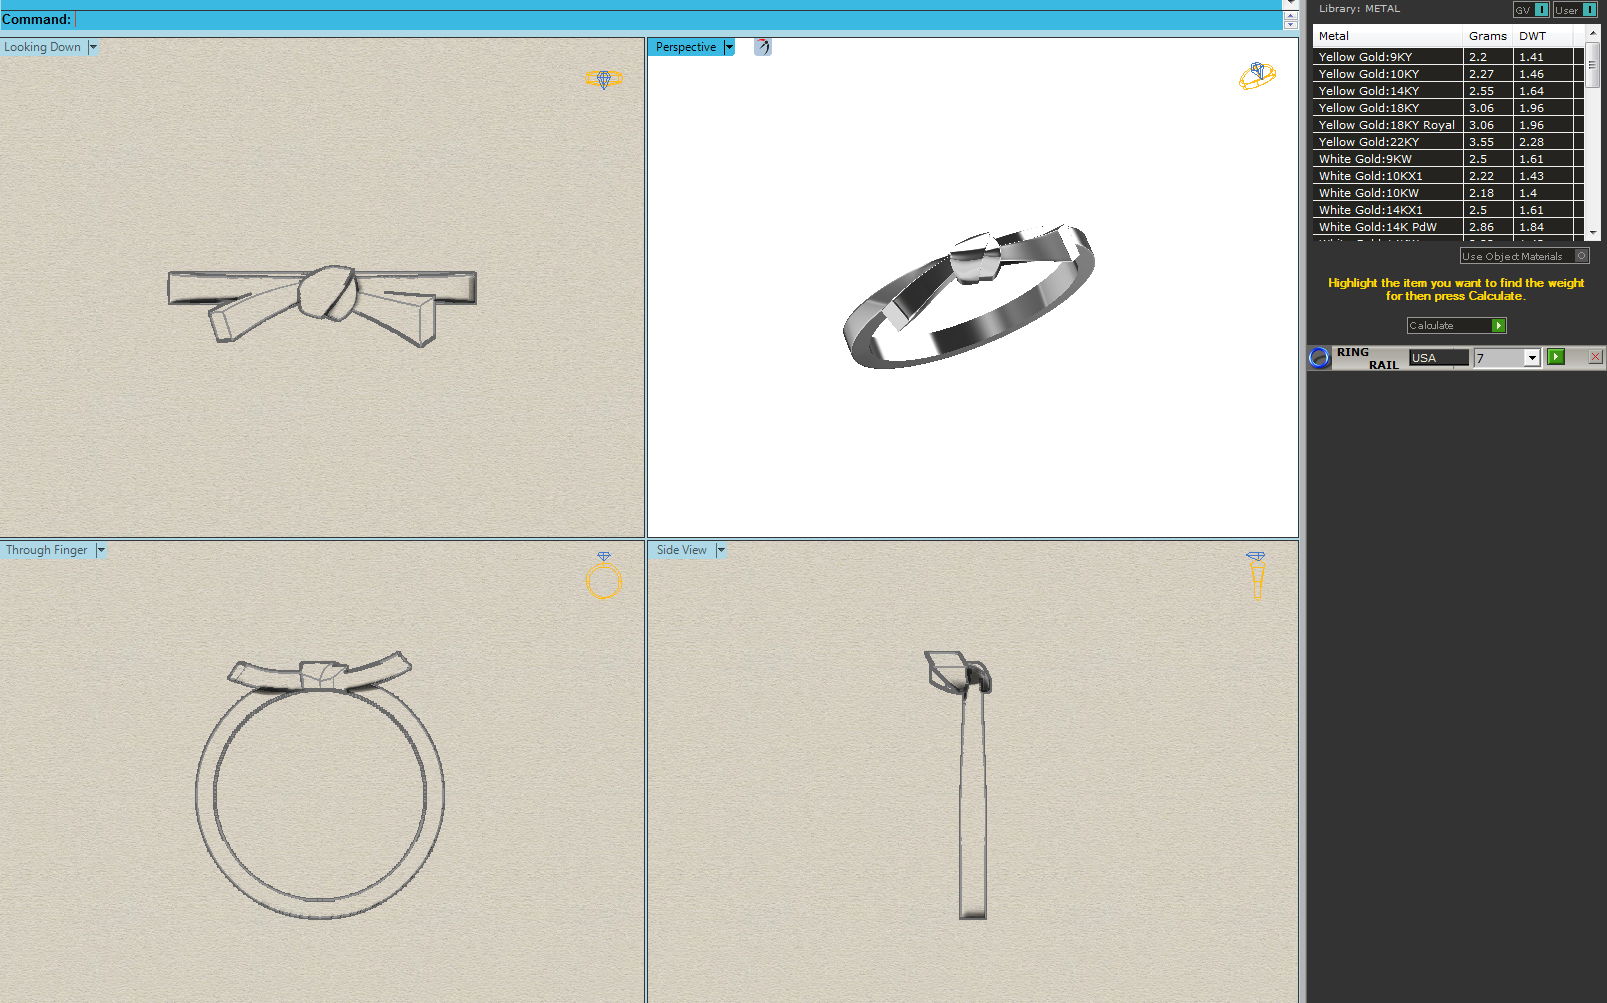 Command:
Looking Down
Perspective
Through Finger
Side View
Library: METAL
GV I User I
Metal Grams DWT
Yellow Gold:9KY 2.2 1.41
Yellow Gold:10KY 2.27 1.46
Yellow Gold:14KY 2.55 1.64
Yellow Gold:18KY 3.06 1.96
Yellow Gold:18KY Royal 3.06 1.96
Yellow Gold:22KY 3.55 2.28
White Gold:9KW 2.5 1.61
White Gold:10KX1 2.22 1.43
White Gold:10KW 2.18 1.4
White Gold:14KX1 2.5 1.61
White Gold:14K PdW 2.86 1.84
Use Object Materials
Highlight the item you want to find the weight
for then press Calculate.
Calculate
RING
RAIL
USA
7